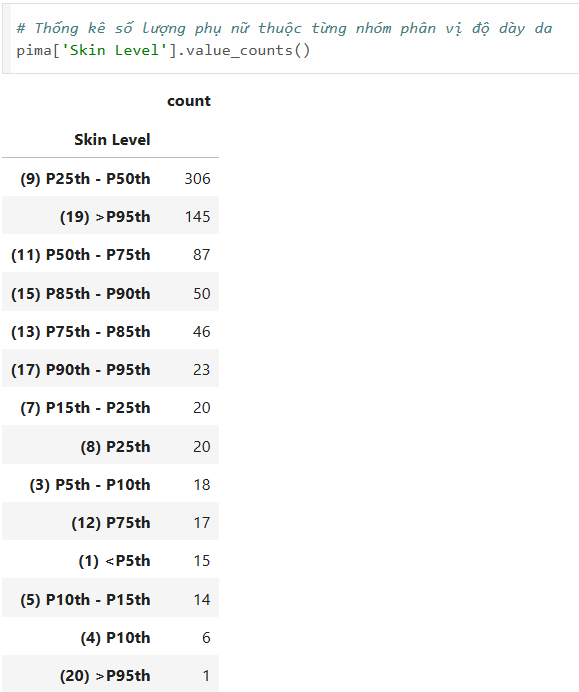 # Thống kê số lượng phụ nữ thuộc từng nhóm phân vị độ dày da
pima['Skin Level'].value_counts()
count
Skin Level
(9) P25th - P50th 306
(19) >P95th 145
(11) P50th - P75th 87
(15) P85th - P90th 50
(13) P75th - P85th 46
(17) P90th - P95th 23
(7) P15th - P25th 20
(8) P25th 20
(3) P5th - P10th 18
(12) P75th 17
(1) <P5th 15
(5) P10th - P15th 14
(4) P10th 6
(20) >P95th 1